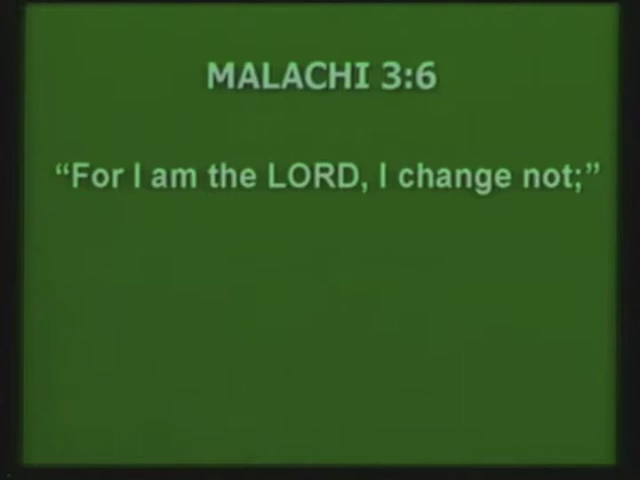 MALACHI 3:6
“For I am the LORD, I change not;”